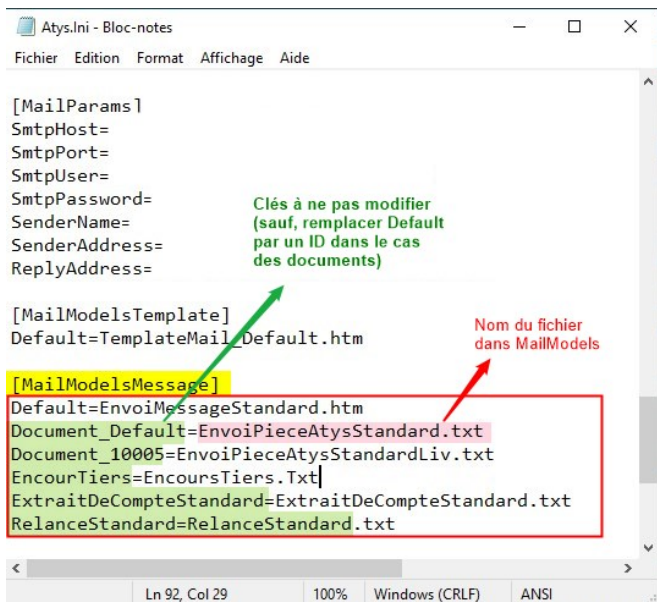 Atys.Ini - Bloc-notes
Fichier Edition Format Affichage Aide
[MailParams]
SmtpHost=
SmtpPort=
SmtpUser=
SmtpPassword=
SenderName=
SenderAddress=
ReplyAddress=
Clés à ne pas modifier
(sauf, remplacer Default
par un ID dans le cas
des documents)
[MailModelsTemplate]
Default=TemplateMail_Default.htm
Nom du fichier
dans MailModels
[MailModelsMessage]
Default=EnvoiMessageStandard.htm
Document_Default=EnvoiPieceAtysStandard.txt
Document_10005=EnvoiPieceAtysStandardLiv.txt
EncourTiers=EncoursTiers.Txt
ExtraitDeCompteStandard=ExtraitDeCompteStandard.txt
RelanceStandard=RelanceStandard.txt
Ln 92, Col 29 100% Windows (CRLF) ANSI